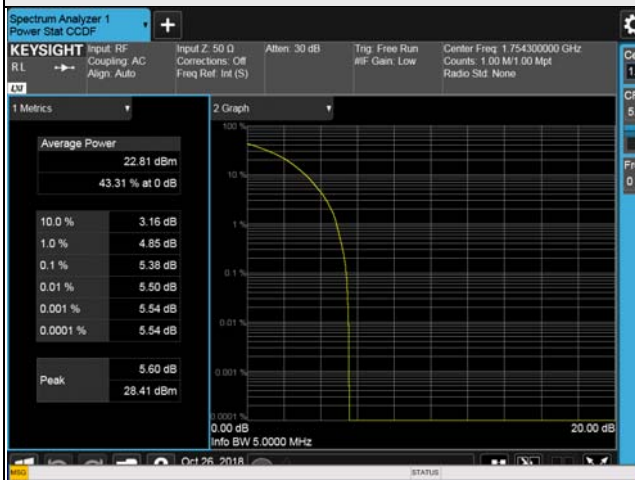 Spectrum Analyzer 1
Power Stat CCDF
+
KEYSIGHT
RL
LXI
Input: RF
Coupling: AC
Align: Auto
Input Z: 50 Ω
Corrections: Off
Freq Ref: Int (S)
Atten: 30 dB
Trig: Free Run
#IF Gain: Low
Center Freq: 1.754300000 GHz
Counts: 1.00 M/1.00 Mpt
Radio Std: None
1 Metrics
Average Power
22.81 dBm
43.31 % at 0 dB
10.0 % 3.16 dB
1.0 % 4.85 dB
0.1 % 5.38 dB
0.01 % 5.50 dB
0.001 % 5.54 dB
0.0001 % 5.54 dB
Peak
5.60 dB
28.41 dBm
2 Graph
100 %
10 %
1 %
0.1 %
0.01 %
0.001 %
0.0001 %
0.00 dB
20.00 dB
Info BW 5.0000 MHz
Oct 26, 2018
MSG
STATUS